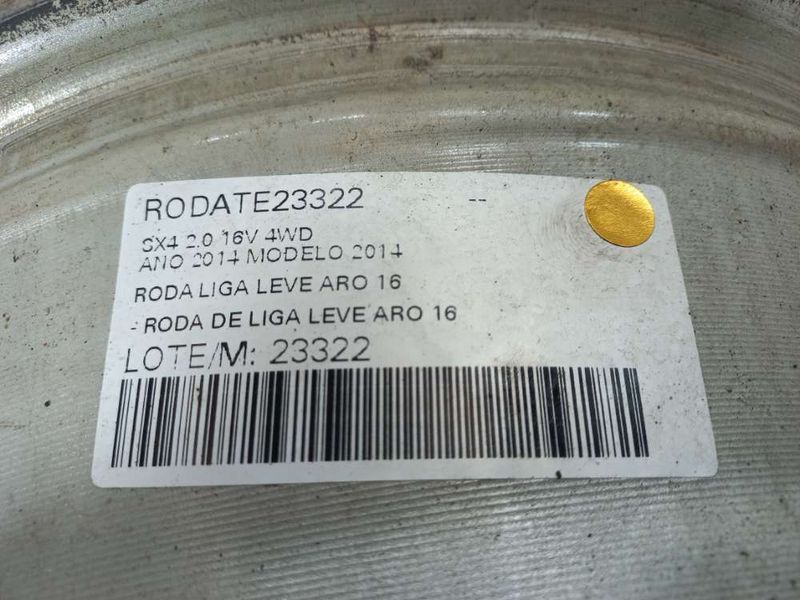 RODATE23322 --
SX4 2.0 16V 4WD
ANO 2014 MODELO 2014
RODA LIGA LEVE ARO 16
- RODA DE LIGA LEVE ARO 16
LOTE/M: 23322